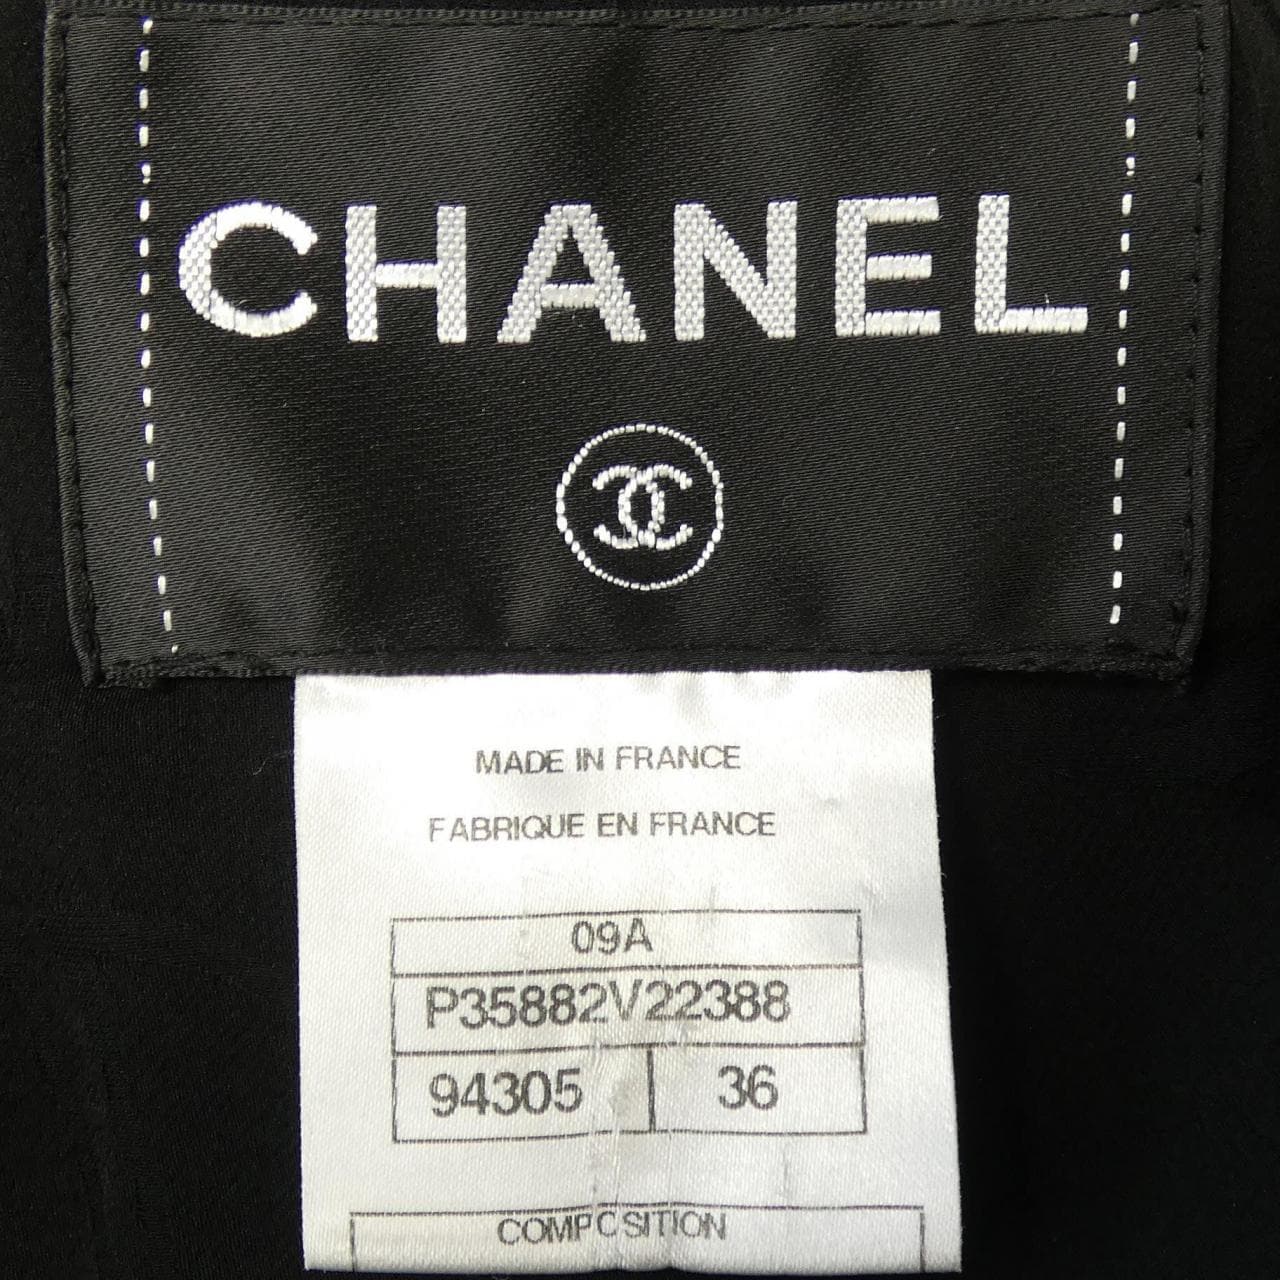 CHANEL
MADE IN FRANCE
FABRIQUE EN FRANCE
09A
P35882V22388
94305 36
COMPOSITION